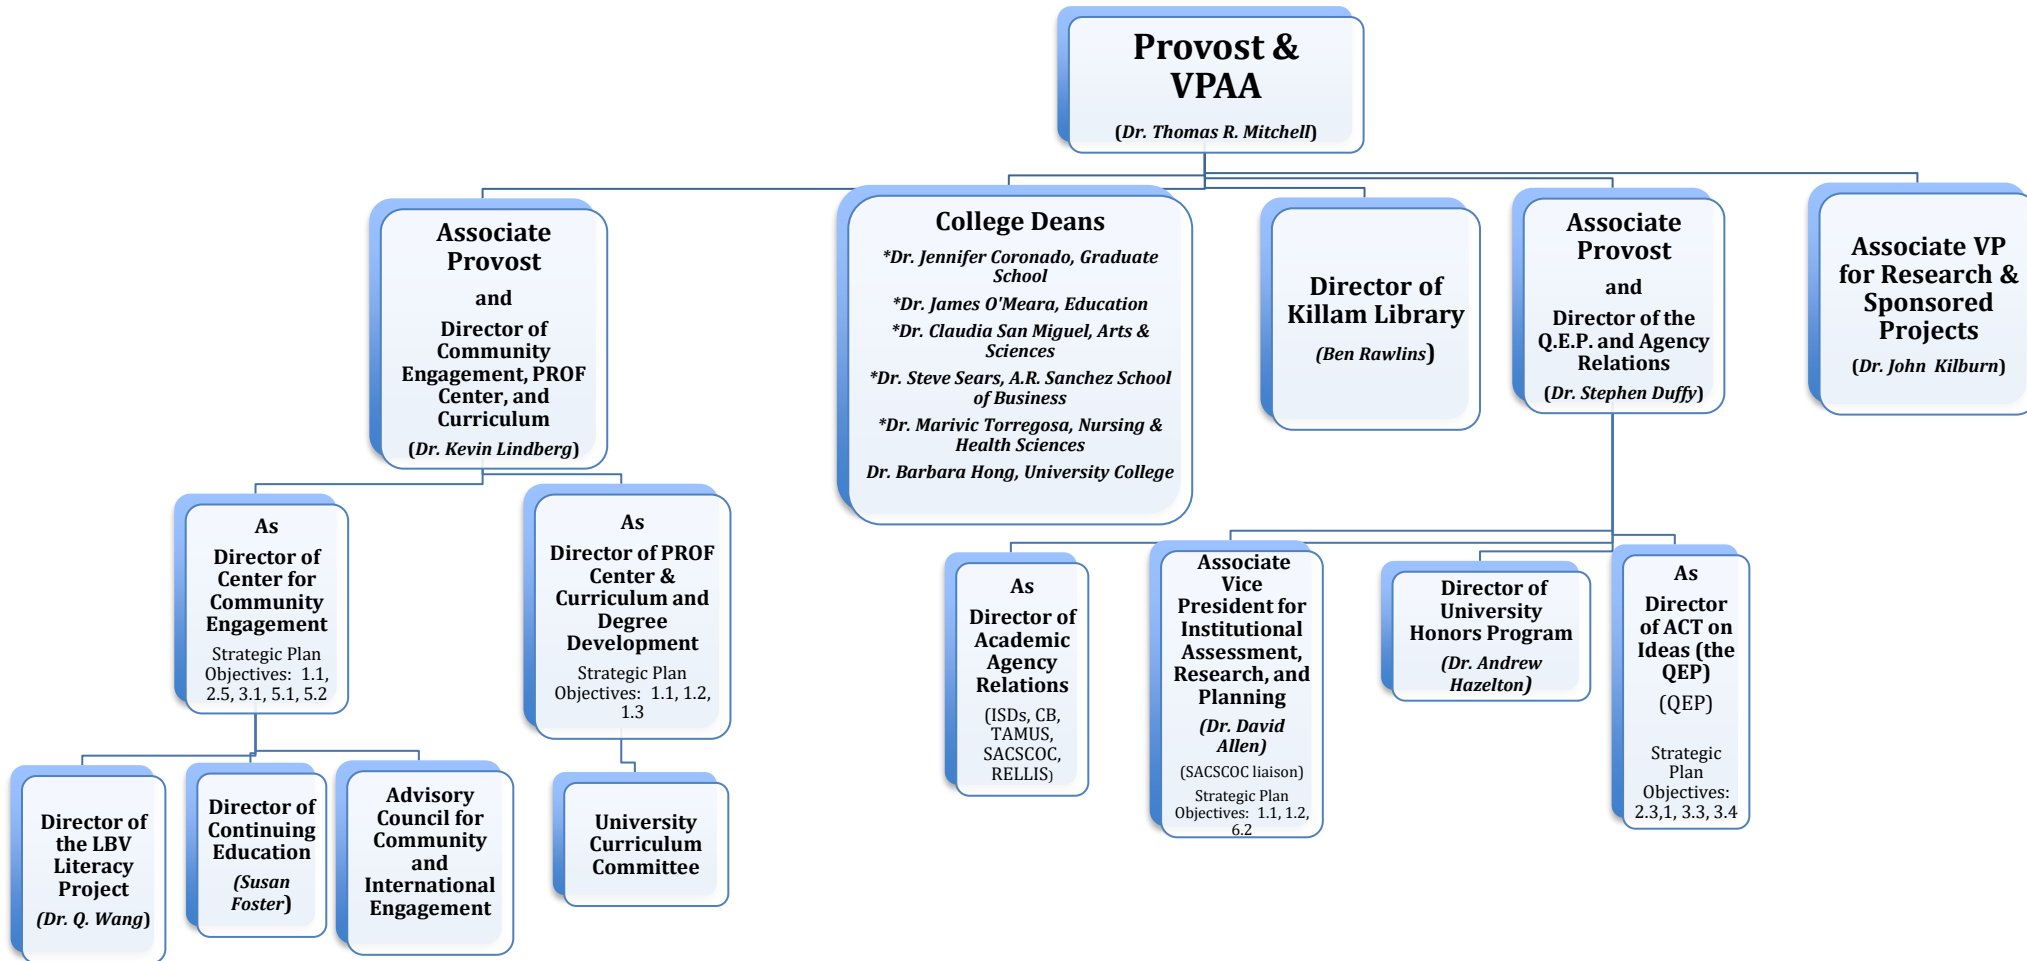 Provost &
VPAA
(Dr. Thomas R. Mitchell)
Associate
Provost
and
Director of
Community
Engagement, PROF
Center, and
Curriculum
(Dr. Kevin Lindberg)
College Deans
*Dr. Jennifer Coronado, Graduate
School
*Dr. James O'Meara, Education
*Dr. Claudia San Miguel, Arts &
Sciences
*Dr. Steve Sears, A.R. Sanchez School
of Business
*Dr. Marivic Torregosa, Nursing &
Health Sciences
Dr. Barbara Hong, University College
Director of
Killam Library
(Ben Rawlins)
Associate
Provost
and
Director of the
Q.E.P. and Agency
Relations
(Dr. Stephen Duffy)
Associate VP
for Research &
Sponsored
Projects
(Dr. John Kilburn)
As
Director of
Center for
Community
Engagement
Strategic Plan
Objectives: 1.1,
2.5, 3.1, 5.1, 5.2
As
Director of PROF
Center &
Curriculum and
Degree
Development
Strategic Plan
Objectives: 1.1, 1.2,
1.3
As
Director of
Academic
Agency
Relations
(ISDs, CB,
TAMUS,
SACSCOC,
RELLIS)
Associate
Vice
President for
Institutional
Assessment,
Research, and
Planning
(Dr. David
Allen)
(SACSCOC liaison)
Strategic Plan
Objectives: 1.1, 1.2,
6.2
Director of
University
Honors Program
(Dr. Andrew
Hazelton)
As
Director
of ACT on
Ideas (the
QEP)
(QEP)
Strategic
Plan
Objectives:
2.3,1, 3.3, 3.4
Director of
the LBV
Literacy
Project
(Dr. Q. Wang)
Director of
Continuing
Education
(Susan
Foster)
Advisory
Council for
Community
and
International
Engagement
University
Curriculum
Committee